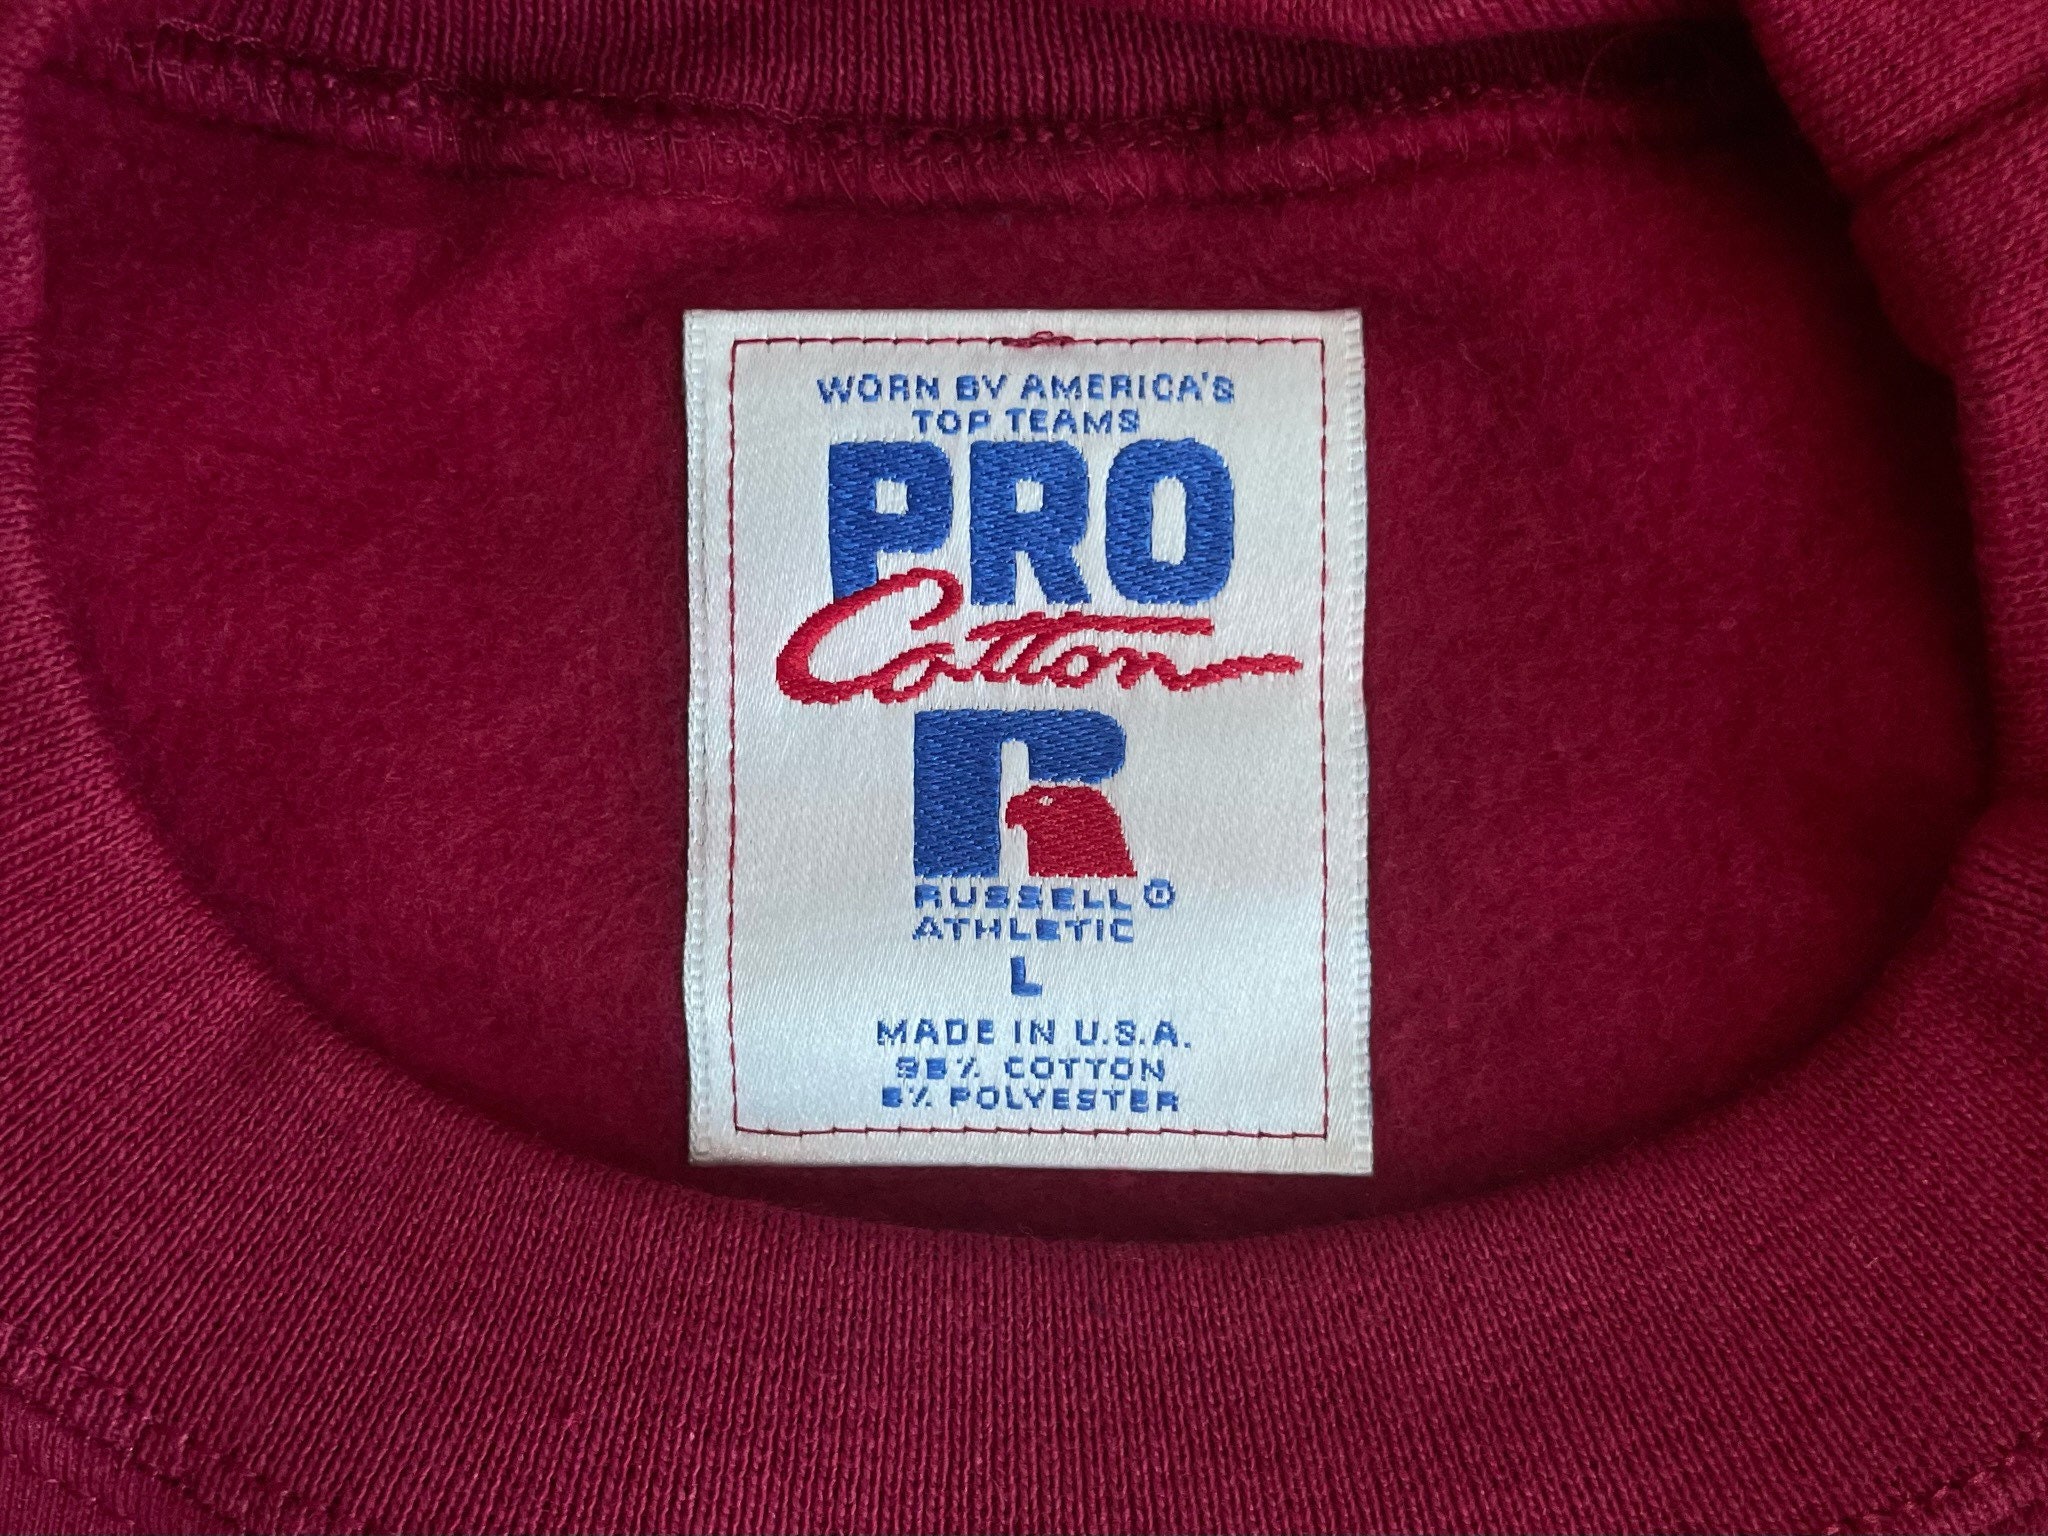 WORN BY AMERICA'S
TOP TEAMS
PRO
Cotton
R
RUSSELL ®
ATHLETIC
L
MADE IN U.S.A.
95% COTTON
5% POLYESTER